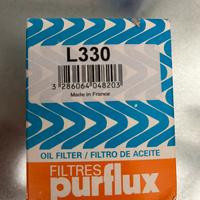 L330
3 286064 048203
Made in France
OIL FILTER / FILTRO DE ACEITE
FILTRES
purflux